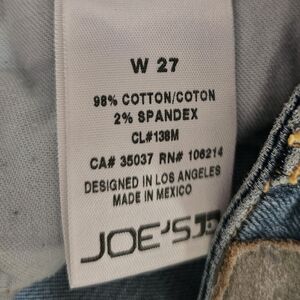 W 27
98% COTTON/COTON
2% SPANDEX
CL#138M
CA# 35037 RN# 106214
DESIGNED IN LOS ANGELES
MADE IN MEXICO
JOE'S